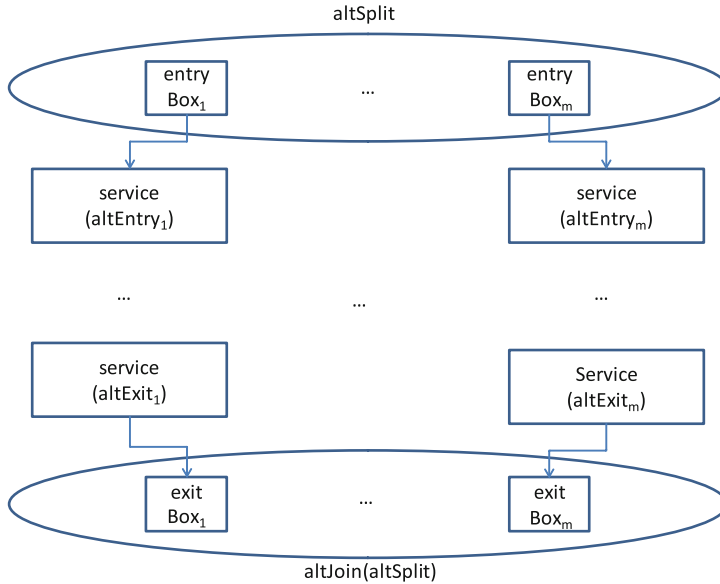 altSplit
entry ... entry
Box₁ Boxₘ
service service
(altEntry₁) (altEntryₘ)
... ... ...
service Service
(altExit₁) (altExitₘ)
exit ... exit
Box₁ Boxₘ
altJoin(altSplit)